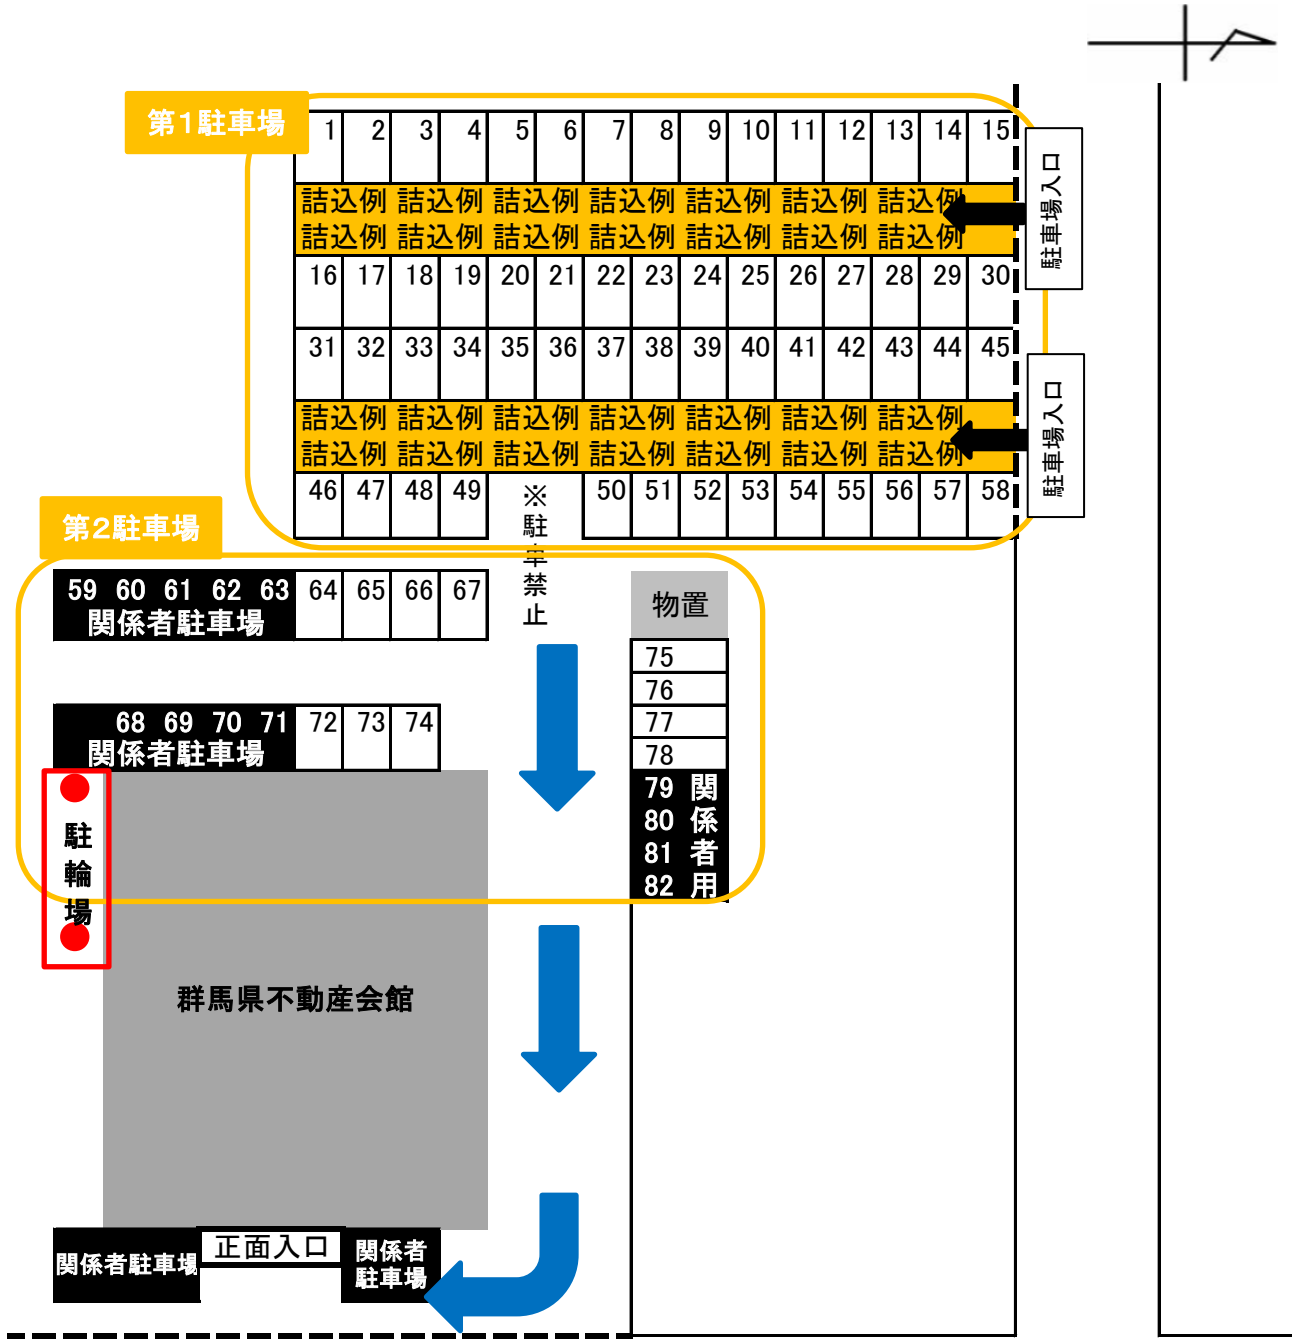 第1駐車場
1 2 3 4 5 6 7 8 9 10 11 12 13 14 15
駐車場入口
詰込例 詰込例 詰込例 詰込例 詰込例 詰込例 詰込例
詰込例 詰込例 詰込例 詰込例 詰込例 詰込例 詰込例
16 17 18 19 20 21 22 23 24 25 26 27 28 29 30
31 32 33 34 35 36 37 38 39 40 41 42 43 44 45
駐車場入口
詰込例 詰込例 詰込例 詰込例 詰込例 詰込例 詰込例
詰込例 詰込例 詰込例 詰込例 詰込例 詰込例 詰込例
46 47 48 49 50 51 52 53 54 55 56 57 58
※駐車禁止
第2駐車場
59 60 61 62 63 64 65 66 67
関係者駐車場
物置
75
76
77
78
79 関
80 係
81 者
82 用
68 69 70 71 72 73 74
関係者駐車場
駐輪場
群馬県不動産会館
関係者駐車場
正面入口
関係者
駐車場